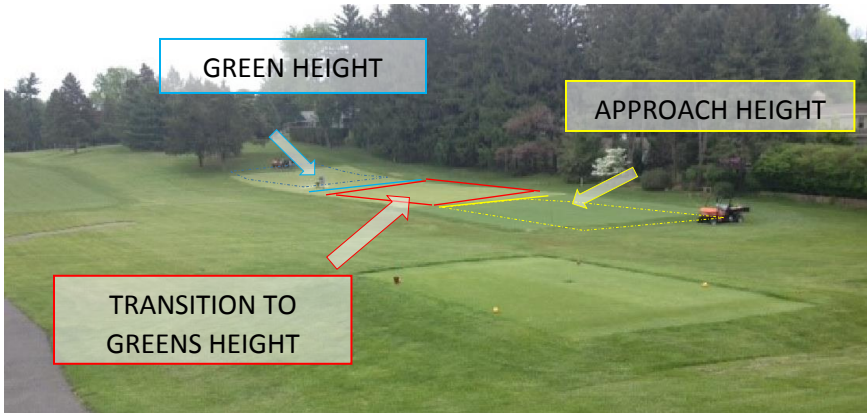 GREEN HEIGHT
APPROACH HEIGHT
TRANSITION TO
GREENS HEIGHT